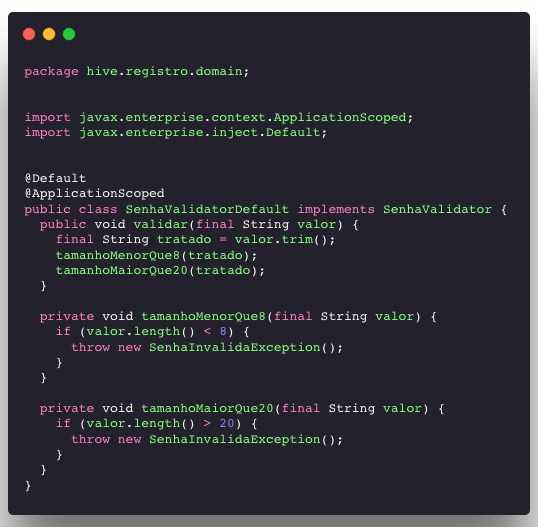 package hive.registro.domain;
import javax.enterprise.context.ApplicationScoped;
import javax.enterprise.inject.Default;
@Default
@ApplicationScoped
public class SenhaValidatorDefault implements SenhaValidator {
  public void validar(final String valor) {
    final String tratado = valor.trim();
    tamanhoMenorQue8(tratado);
    tamanhoMaiorQue20(tratado);
  }
  private void tamanhoMenorQue8(final String valor) {
    if (valor.length() < 8) {
      throw new SenhaInvalidaException();
    }
  }
  private void tamanhoMaiorQue20(final String valor) {
    if (valor.length() > 20) {
      throw new SenhaInvalidaException();
    }
  }
}